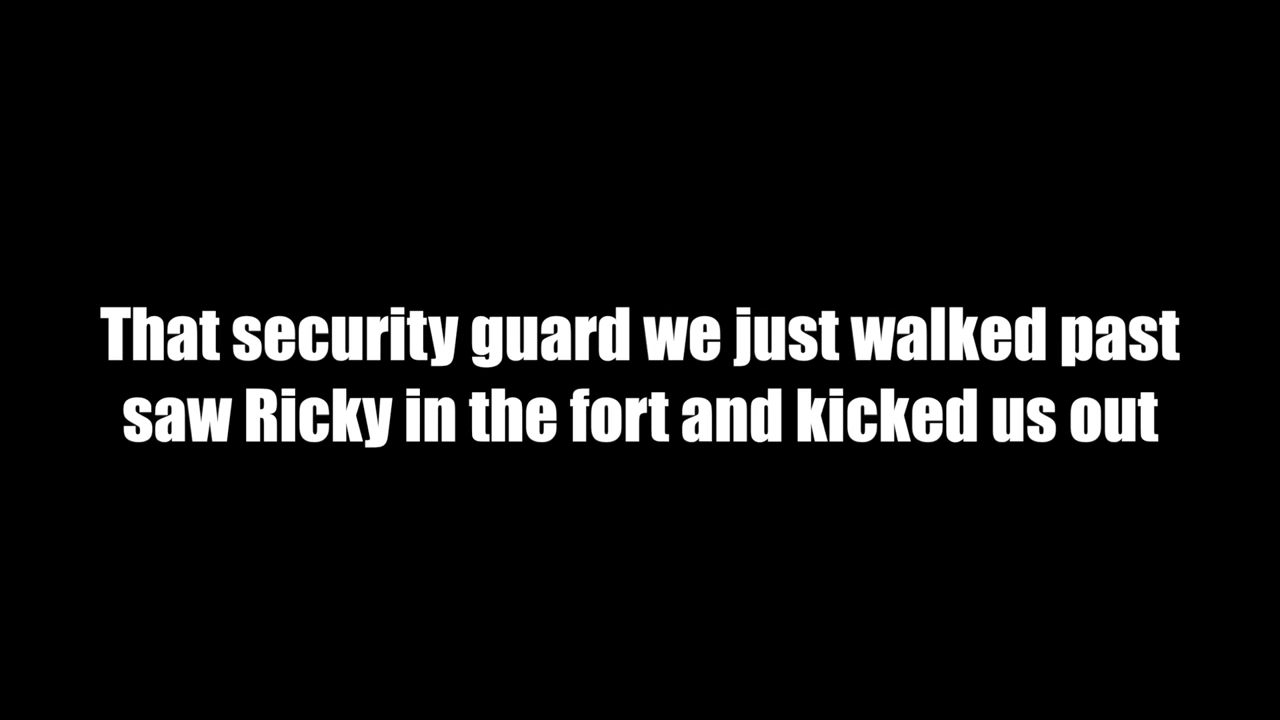 That security guard we just walked past
saw Ricky in the fort and kicked us out